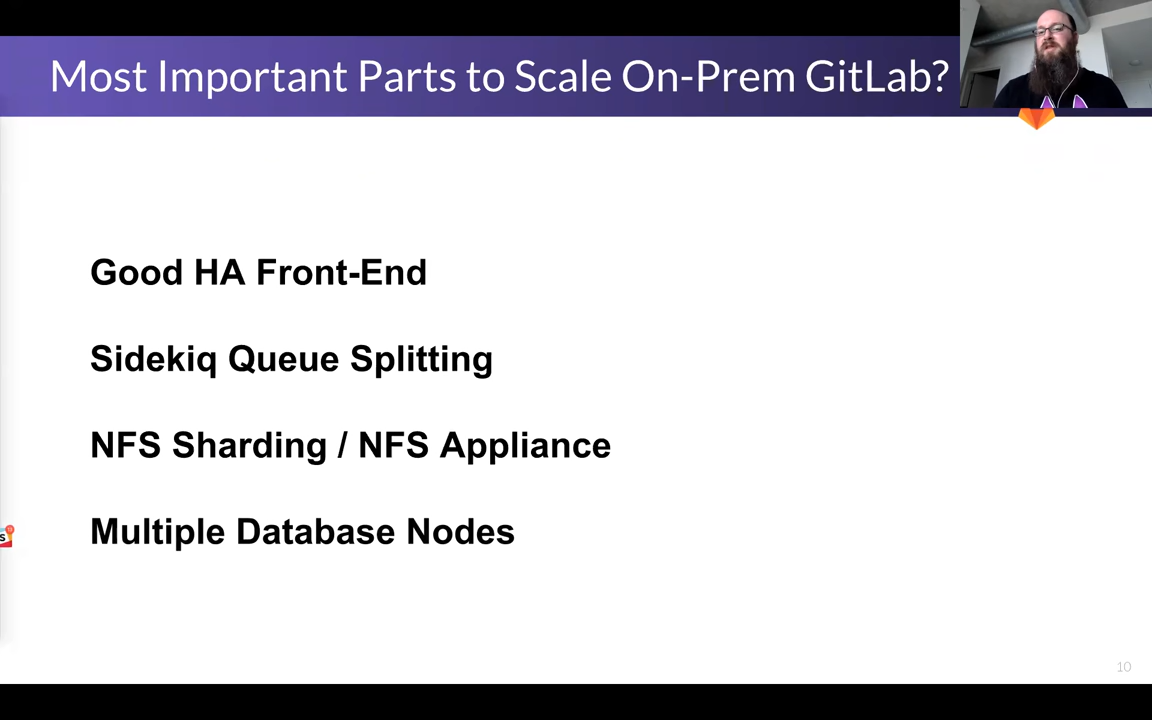 Most Important Parts to Scale On-Prem GitLab?
Good HA Front-End
Sidekiq Queue Splitting
NFS Sharding / NFS Appliance
Multiple Database Nodes
10